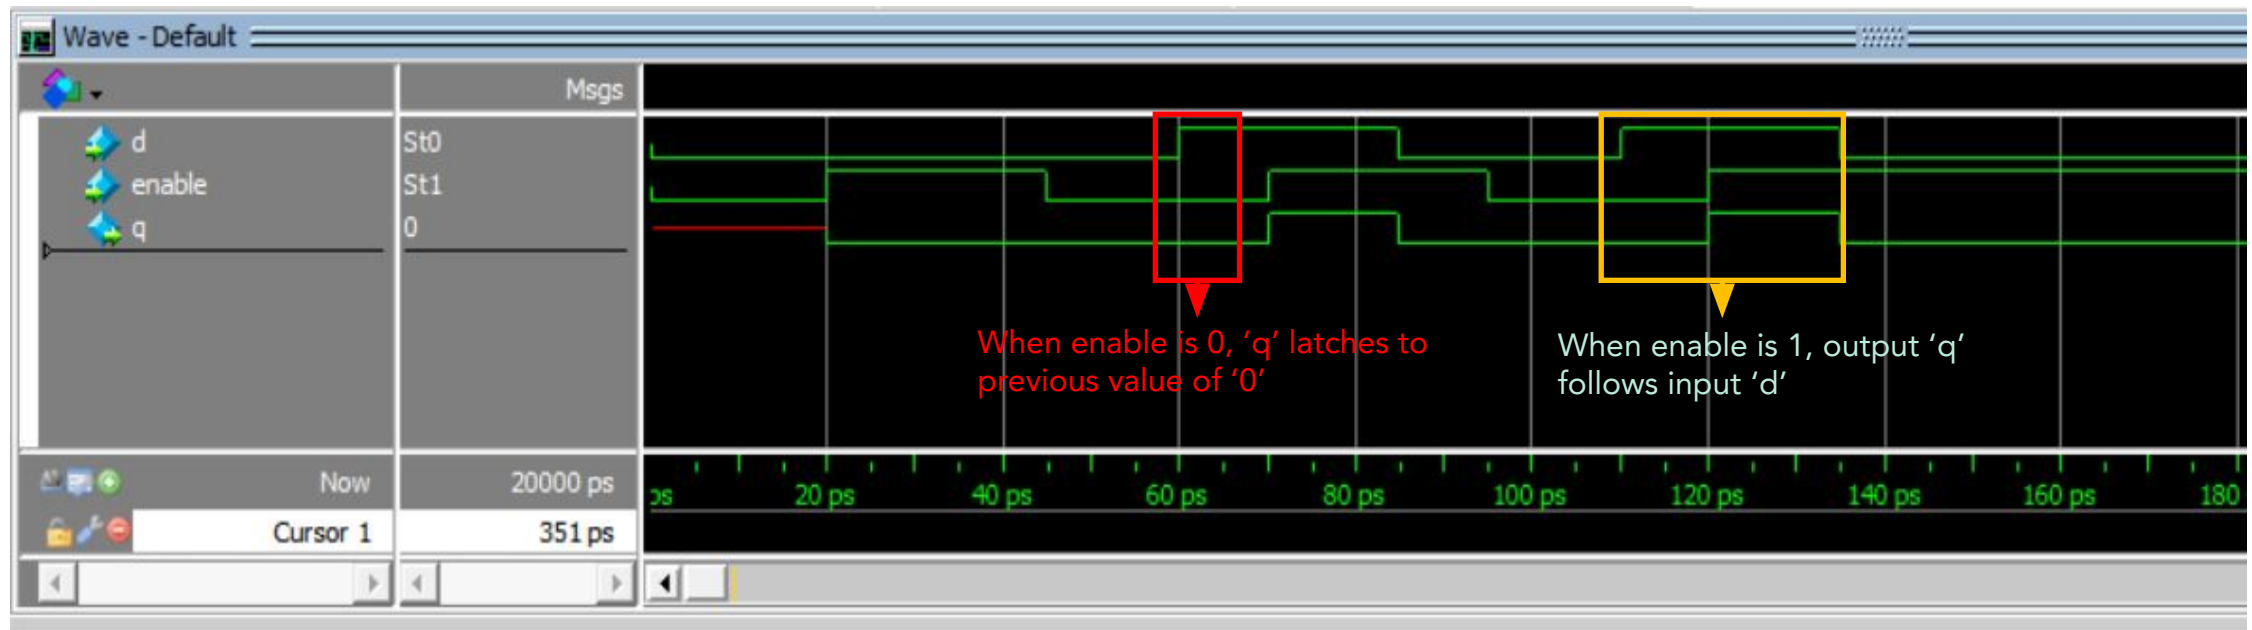 Wave - Default
Msgs
d St0
enable St1
q 0
When enable is 0, ‘q’ latches to
previous value of ‘0’
When enable is 1, output ‘q’
follows input ‘d’
Now 20000 ps
ps 20 ps 40 ps 60 ps 80 ps 100 ps 120 ps 140 ps 160 ps 180
Cursor 1 351 ps